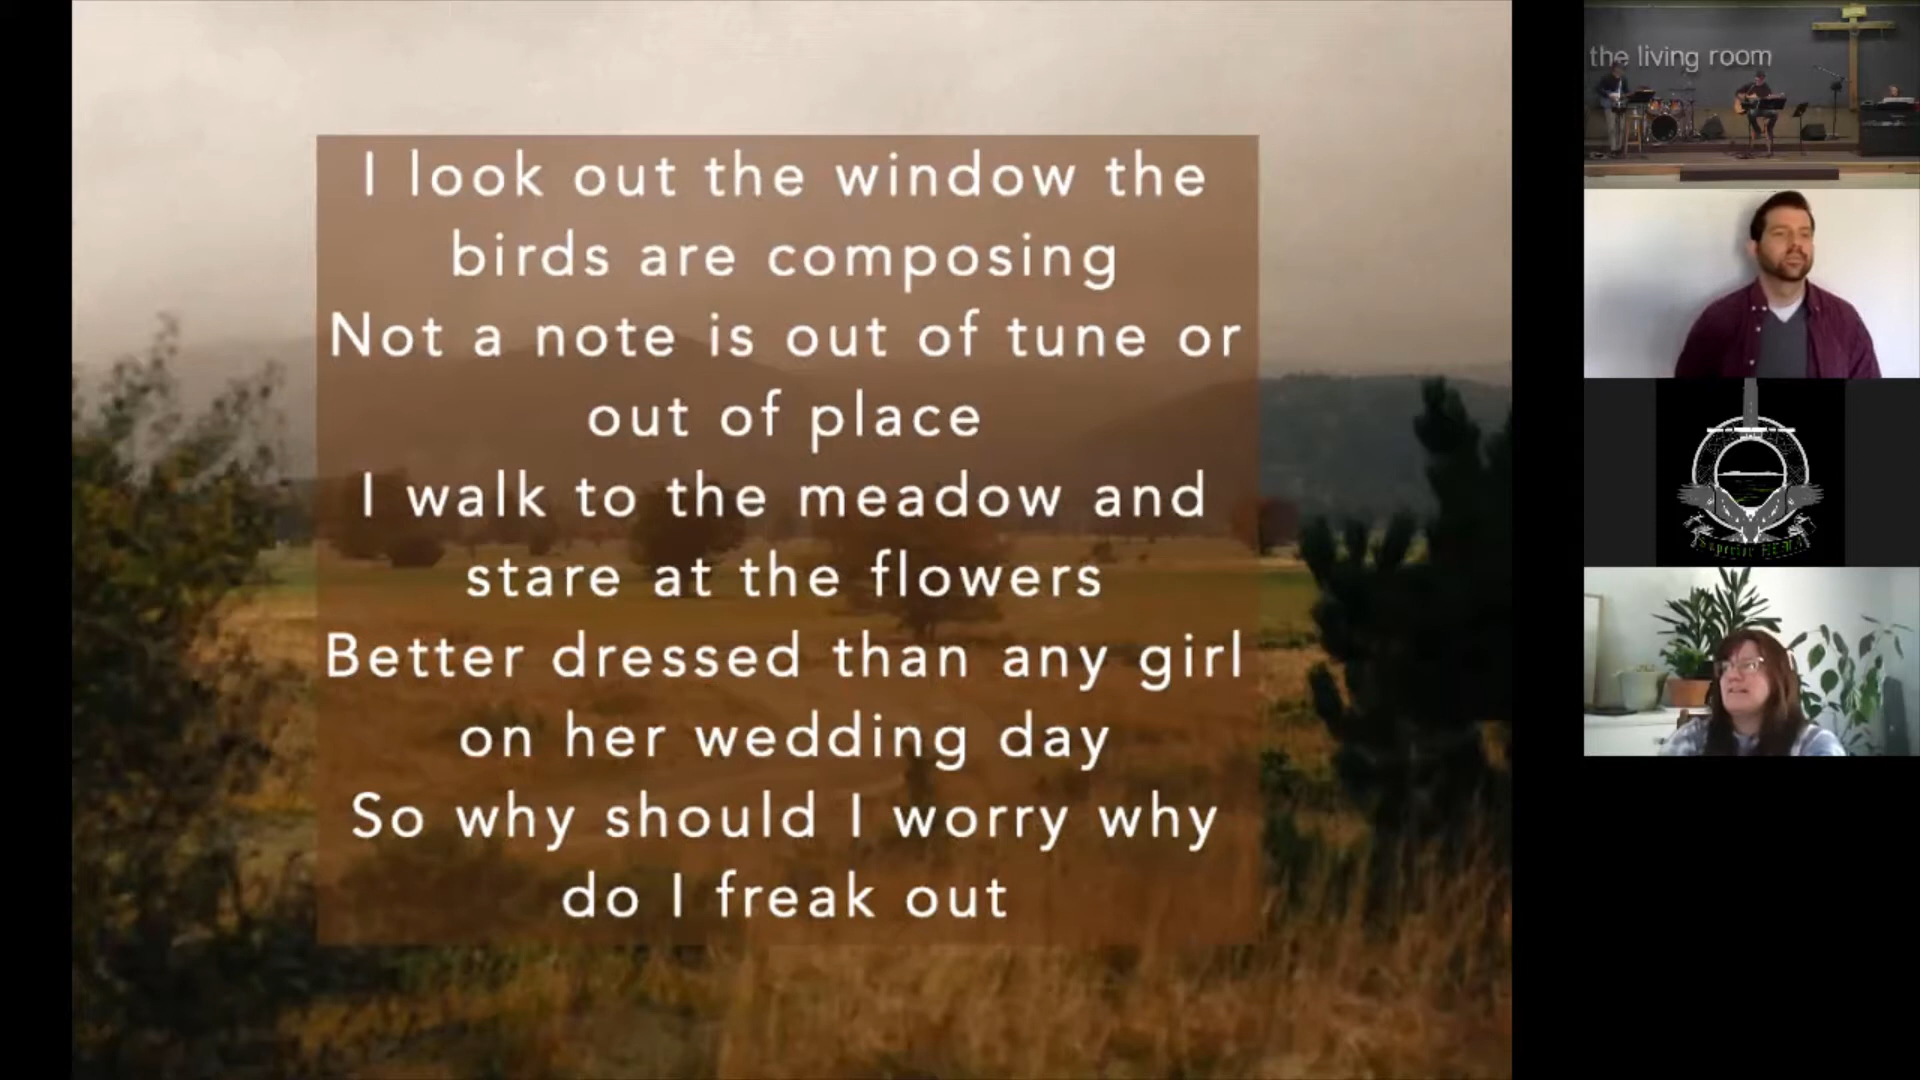 I look out the window the
birds are composing
Not a note is out of tune or
out of place
I walk to the meadow and
stare at the flowers
Better dressed than any girl
on her wedding day
So why should I worry why
do I freak out
the living room
Superior